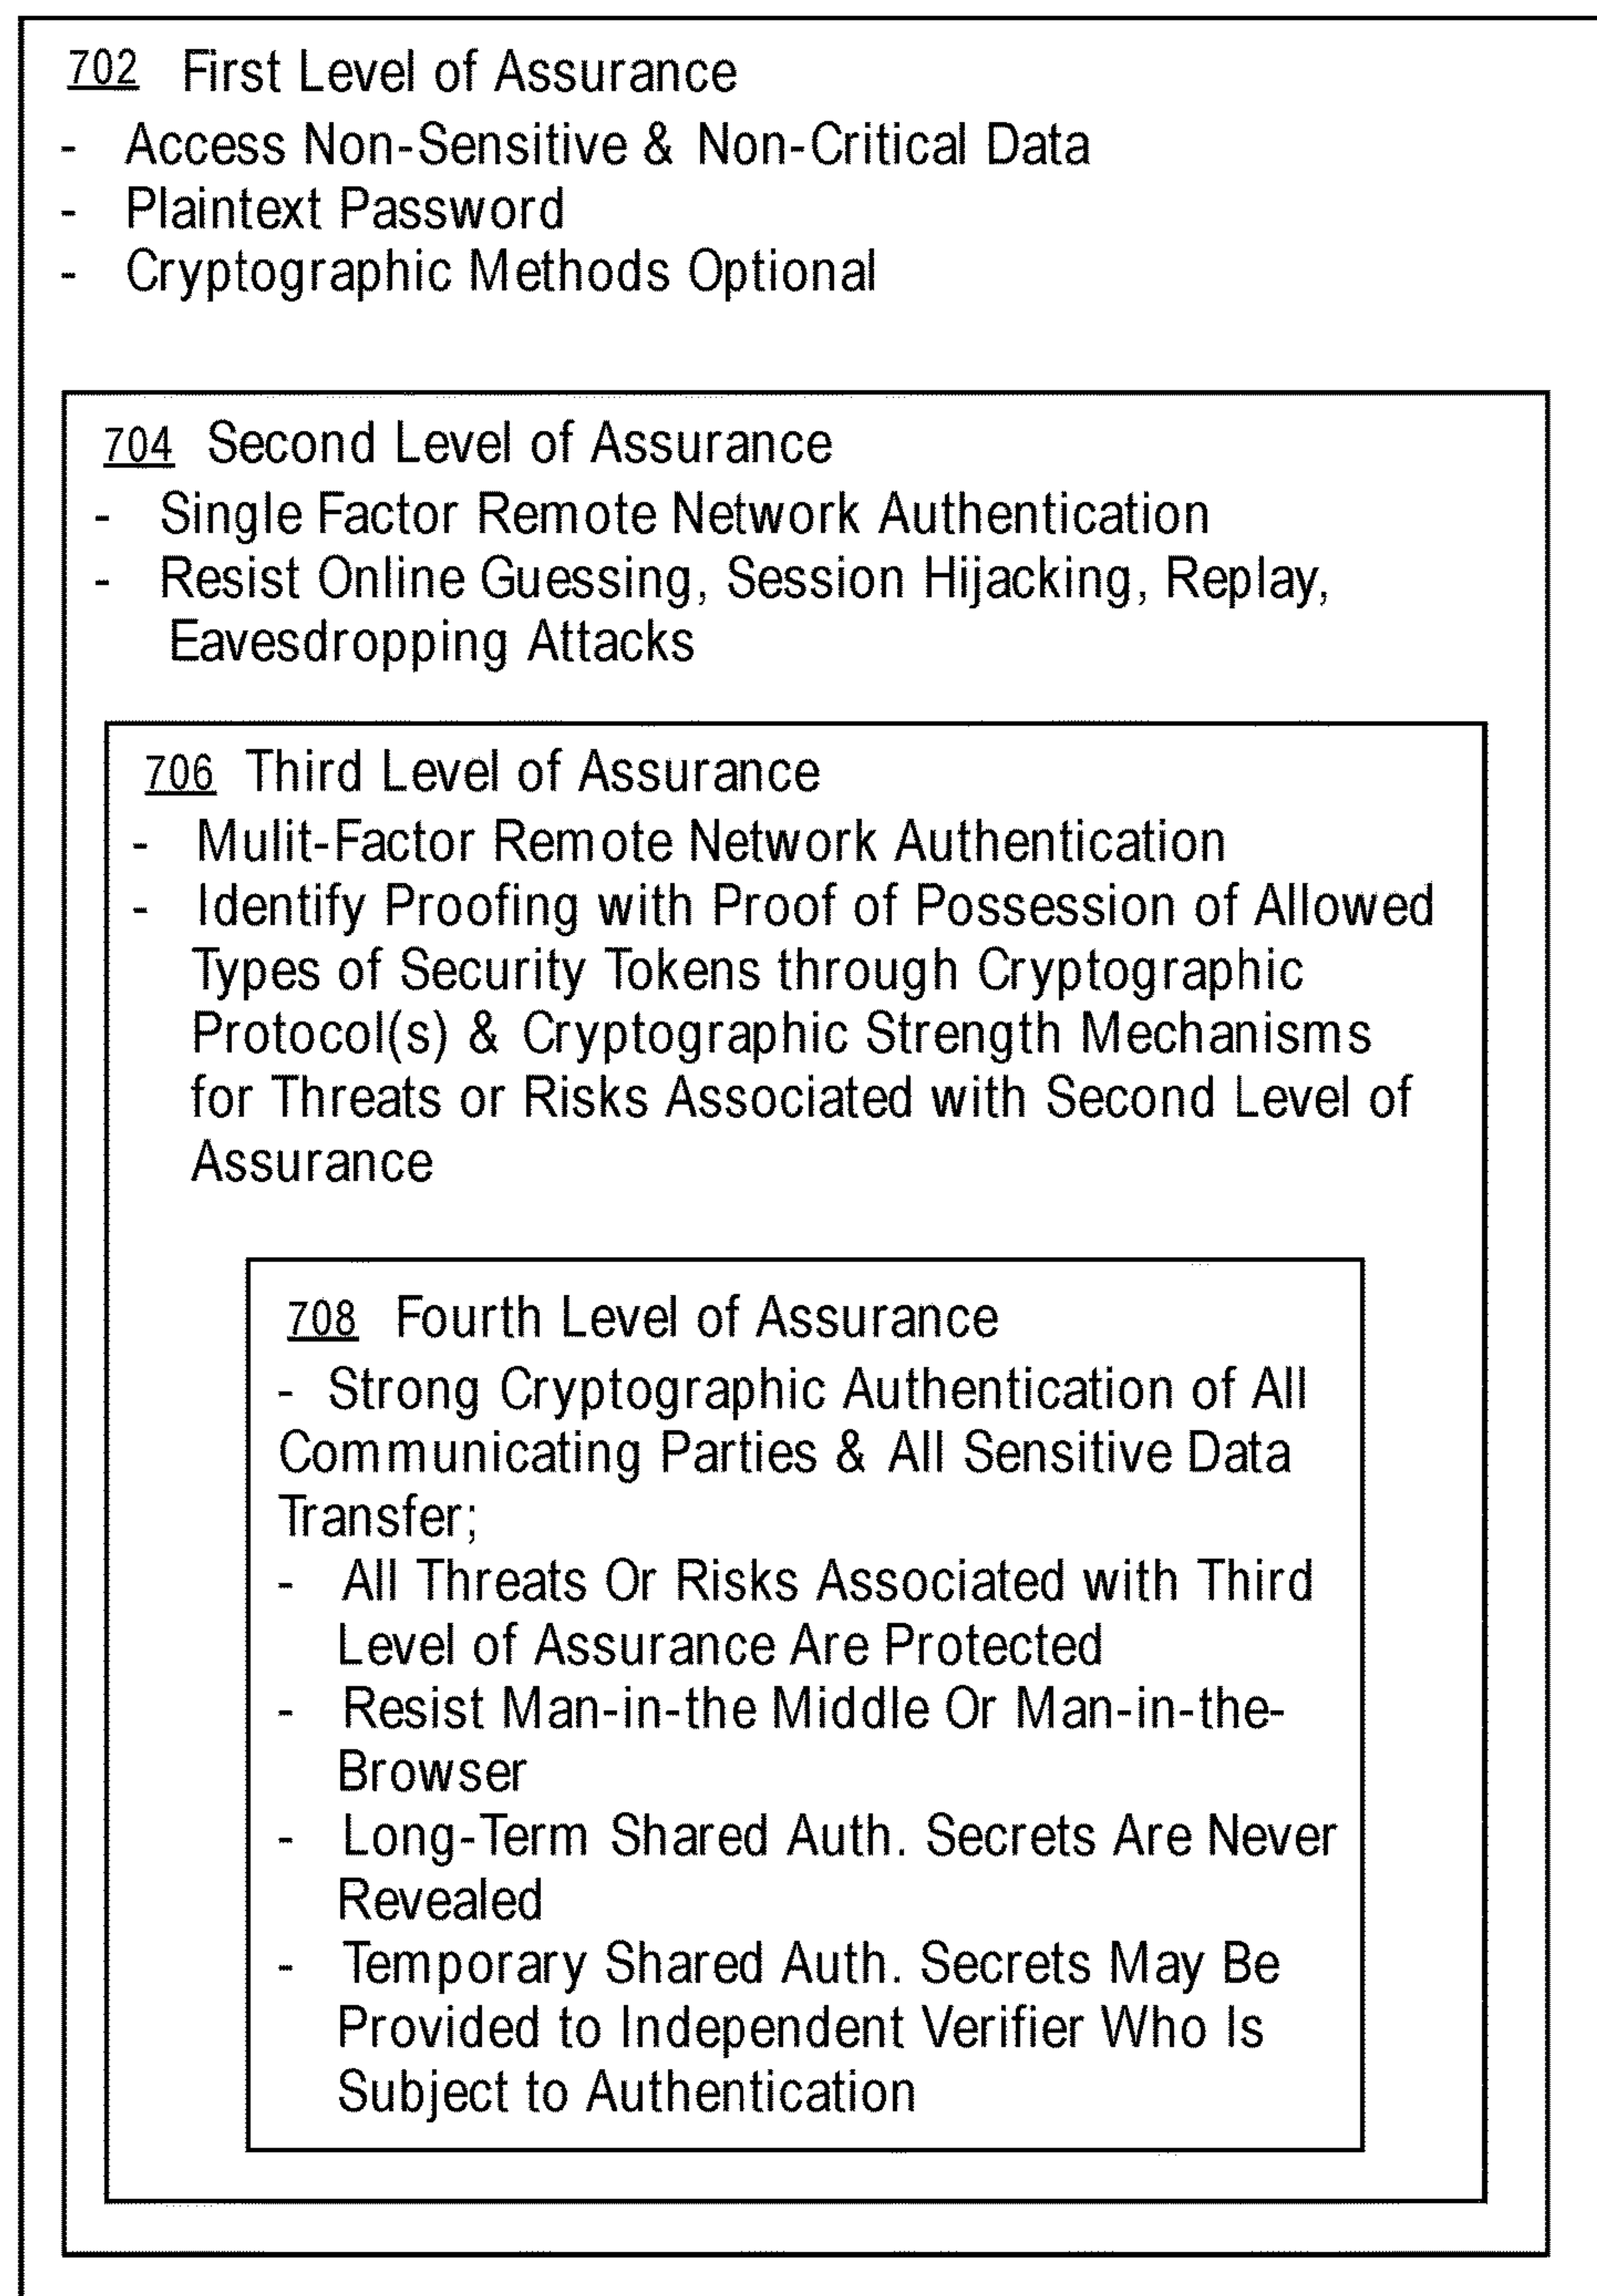 702 First Level of Assurance
- Access Non-Sensitive & Non-Critical Data
- Plaintext Password
- Cryptographic Methods Optional
704 Second Level of Assurance
- Single Factor Remote Network Authentication
- Resist Online Guessing, Session Hijacking, Replay,
Eavesdropping Attacks
706 Third Level of Assurance
- Mulit-Factor Remote Network Authentication
- Identify Proofing with Proof of Possession of Allowed
Types of Security Tokens through Cryptographic
Protocol(s) & Cryptographic Strength Mechanisms
for Threats or Risks Associated with Second Level of
Assurance
708 Fourth Level of Assurance
- Strong Cryptographic Authentication of All
Communicating Parties & All Sensitive Data
Transfer;
- All Threats Or Risks Associated with Third
Level of Assurance Are Protected
- Resist Man-in-the Middle Or Man-in-the-
Browser
- Long-Term Shared Auth. Secrets Are Never
Revealed
- Temporary Shared Auth. Secrets May Be
Provided to Independent Verifier Who Is
Subject to Authentication